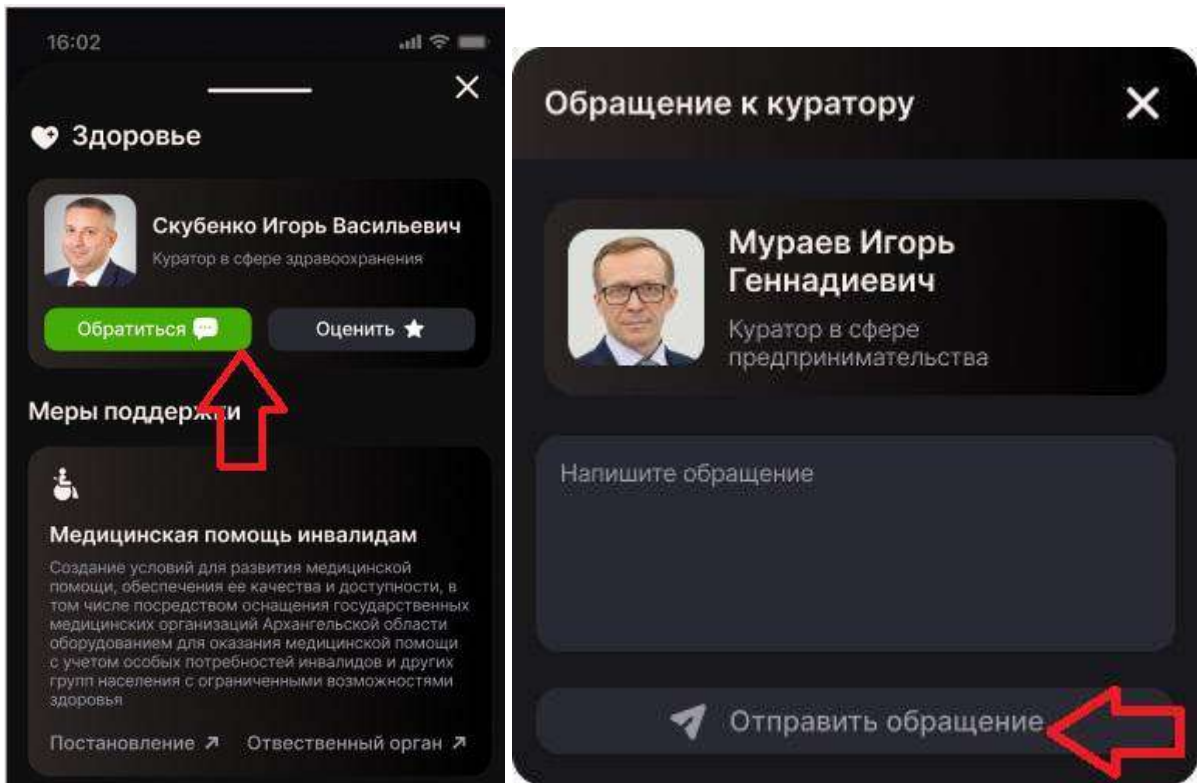 16:02
Здоровье
Скубенко Игорь Васильевич
Куратор в сфере здравоохранения
Обратиться
Оценить
Меры поддержки
Медицинская помощь инвалидам
Создание условий для развития медицинской
помощи, обеспечения ее качества и доступности, в
том числе посредством оснащения государственных
медицинских организаций Архангельской области
оборудованием для оказания медицинской помощи
с учетом особых потребностей инвалидов и других
групп населения с ограниченными возможностями
здоровья
Постановление
Отвественный орган
Обращение к куратору
Мураев Игорь
Геннадиевич
Куратор в сфере
предпринимательства
Напишите обращение
Отправить обращение